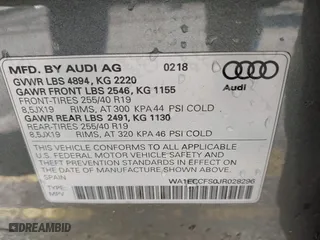 MFD. BY AUDI AG 0218
GVWR LBS 4894, KG 2220
GAWR FRONT LBS 2546, KG 1155
FRONT-TIRES 255/40 R19
8,5JX19 RIMS, AT 300 KPA 44 PSI COLD
GAWR REAR LBS 2491, KG 1130
REAR-TIRES 255/40 R19
8,5JX19 RIMS, AT 320 KPA 46 PSI COLD
Audi
THIS VEHICLE CONFORMS TO ALL APPLICABLE
FEDERAL MOTOR VEHICLE SAFETY AND
BUMPER STANDARDS IN EFFECT ON THE
DATE OF MANUFACTURE SHOWN ABOVE.
SPAIN
TYPE: MPV
WA1ECCFS0JR028296
© AUTOBIDMASTER